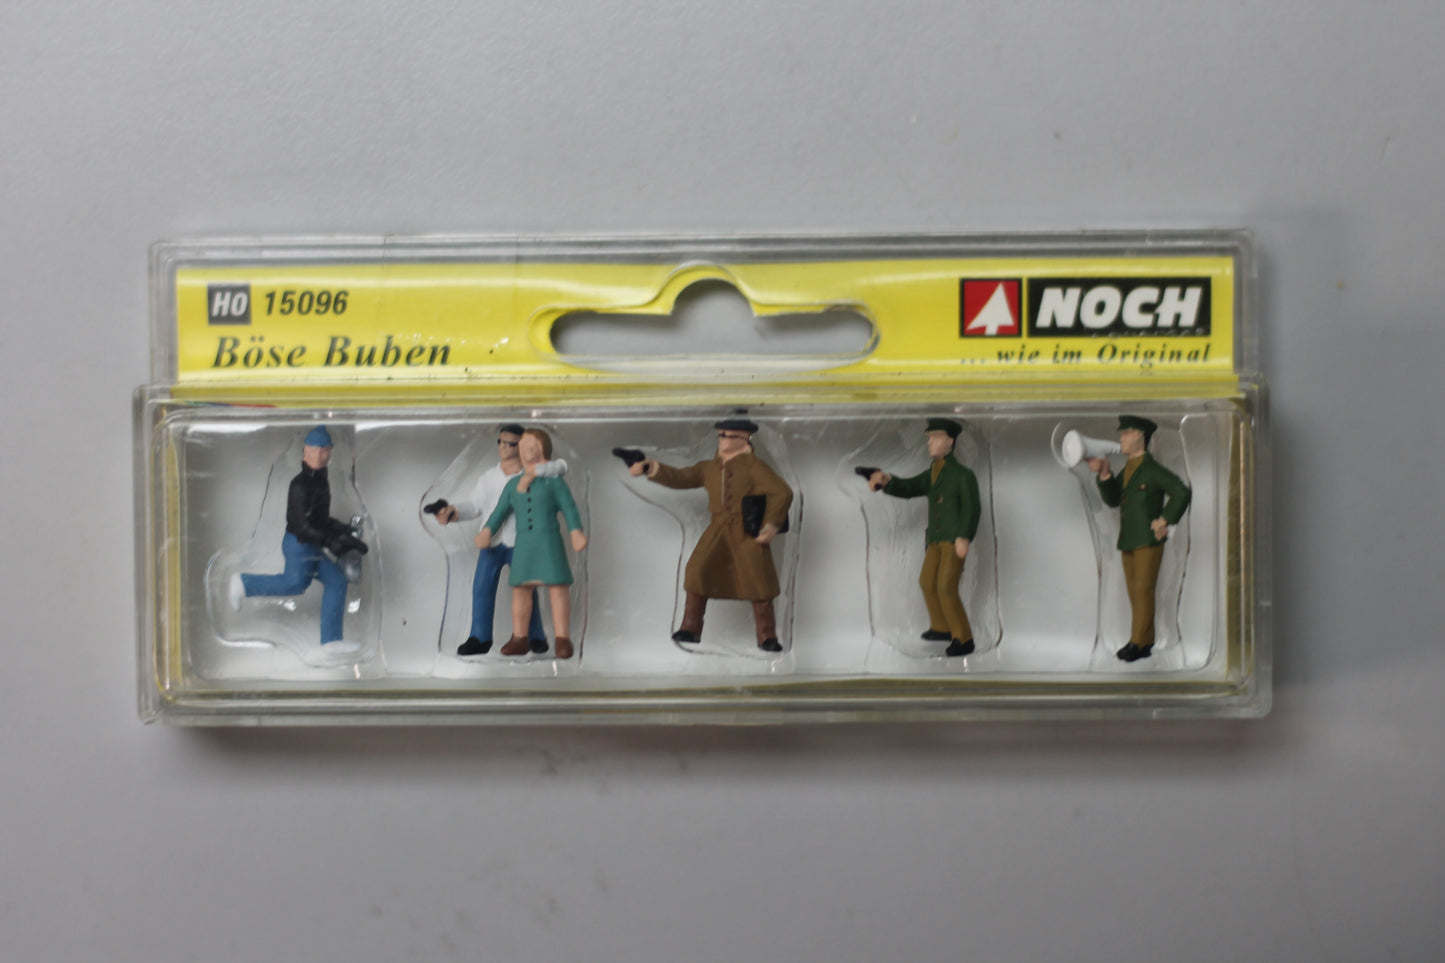 HO 15096
Böse Buben
NOCH
... wie im Original